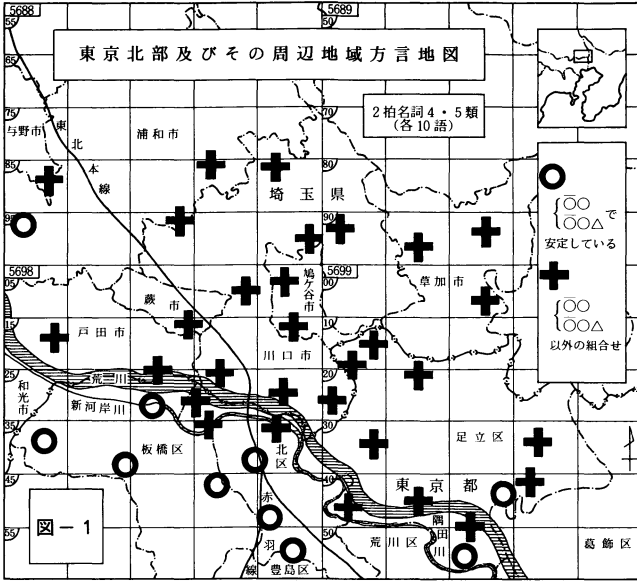 5688
5689
50
55
60
65
70
75
東京北部及びその周辺地域方言地図
2拍名詞4・5類
(各10語)
与野市
東北本線
浦和市
80
85
埼玉県
90
95
○○
○○△
で
安定している
○○
○○△
以外の組合せ
5698
5699
00
05
鳩ケ谷市
草加市
蕨市
10
15
戸田市
川口市
20
25
荒川
和光市
新河岸川
30
35
板橋区
北区
足立区
40
45
東京都
赤羽線
隅田川
50
55
荒川区
豊島区
葛飾区
図-1